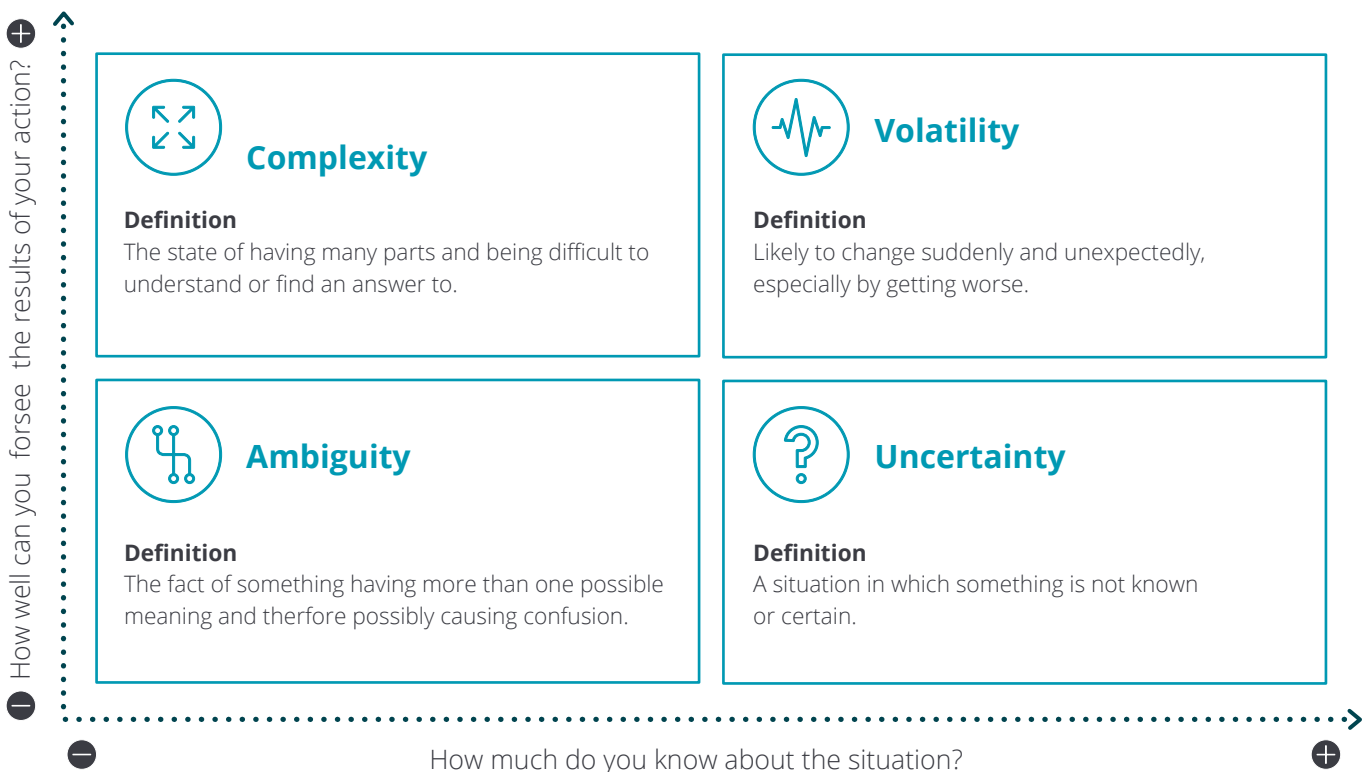 How well can you forsee the results of your action?
Complexity
Definition
The state of having many parts and being difficult to
understand or find an answer to.
Volatility
Definition
Likely to change suddenly and unexpectedly,
especially by getting worse.
Ambiguity
Definition
The fact of something having more than one possible
meaning and therfore possibly causing confusion.
Uncertainty
Definition
A situation in which something is not known
or certain.
How much do you know about the situation?